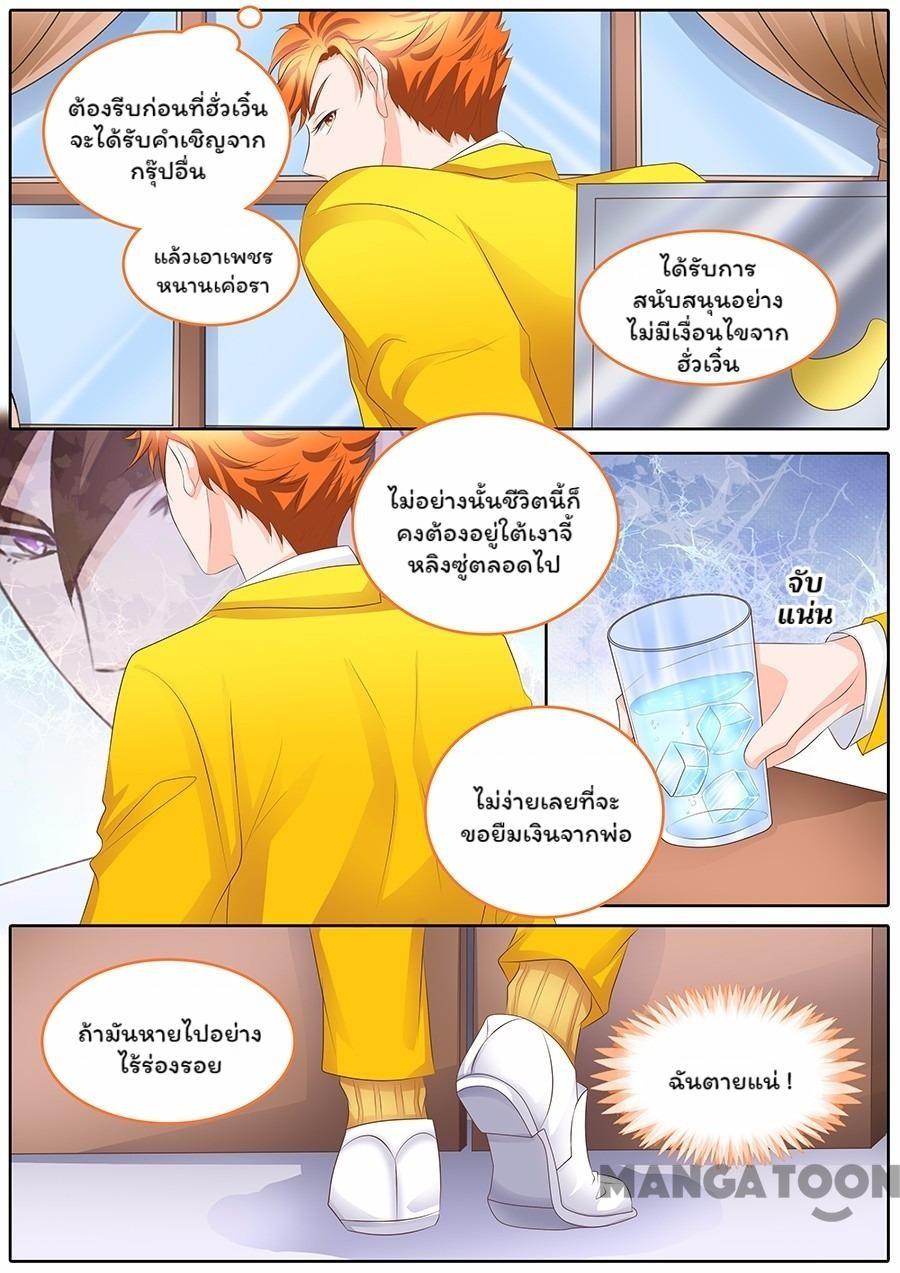 ต้องรีบก่อนที่ฮั่วเวิ๋น
จะได้รับคำเชิญจาก
กรุ๊ปอื่น
แล้วเอาเพชร
หนานเค่อรา
ได้รับการ
สนับสนุนอย่าง
ไม่มีเงื่อนไขจาก
ฮั่วเวิ๋น
ไม่อย่างนั้นชีวิตนี้ก็
คงต้องอยู่ใต้เงาจี้
หลิงซู่ตลอดไป
จับ
แน่น
ไม่ง่ายเลยที่จะ
ขอยืมเงินจากพ่อ
ถ้ามันหายไปอย่าง
ไร้ร่องรอย
ฉันตายแน่ !
MANGATOON